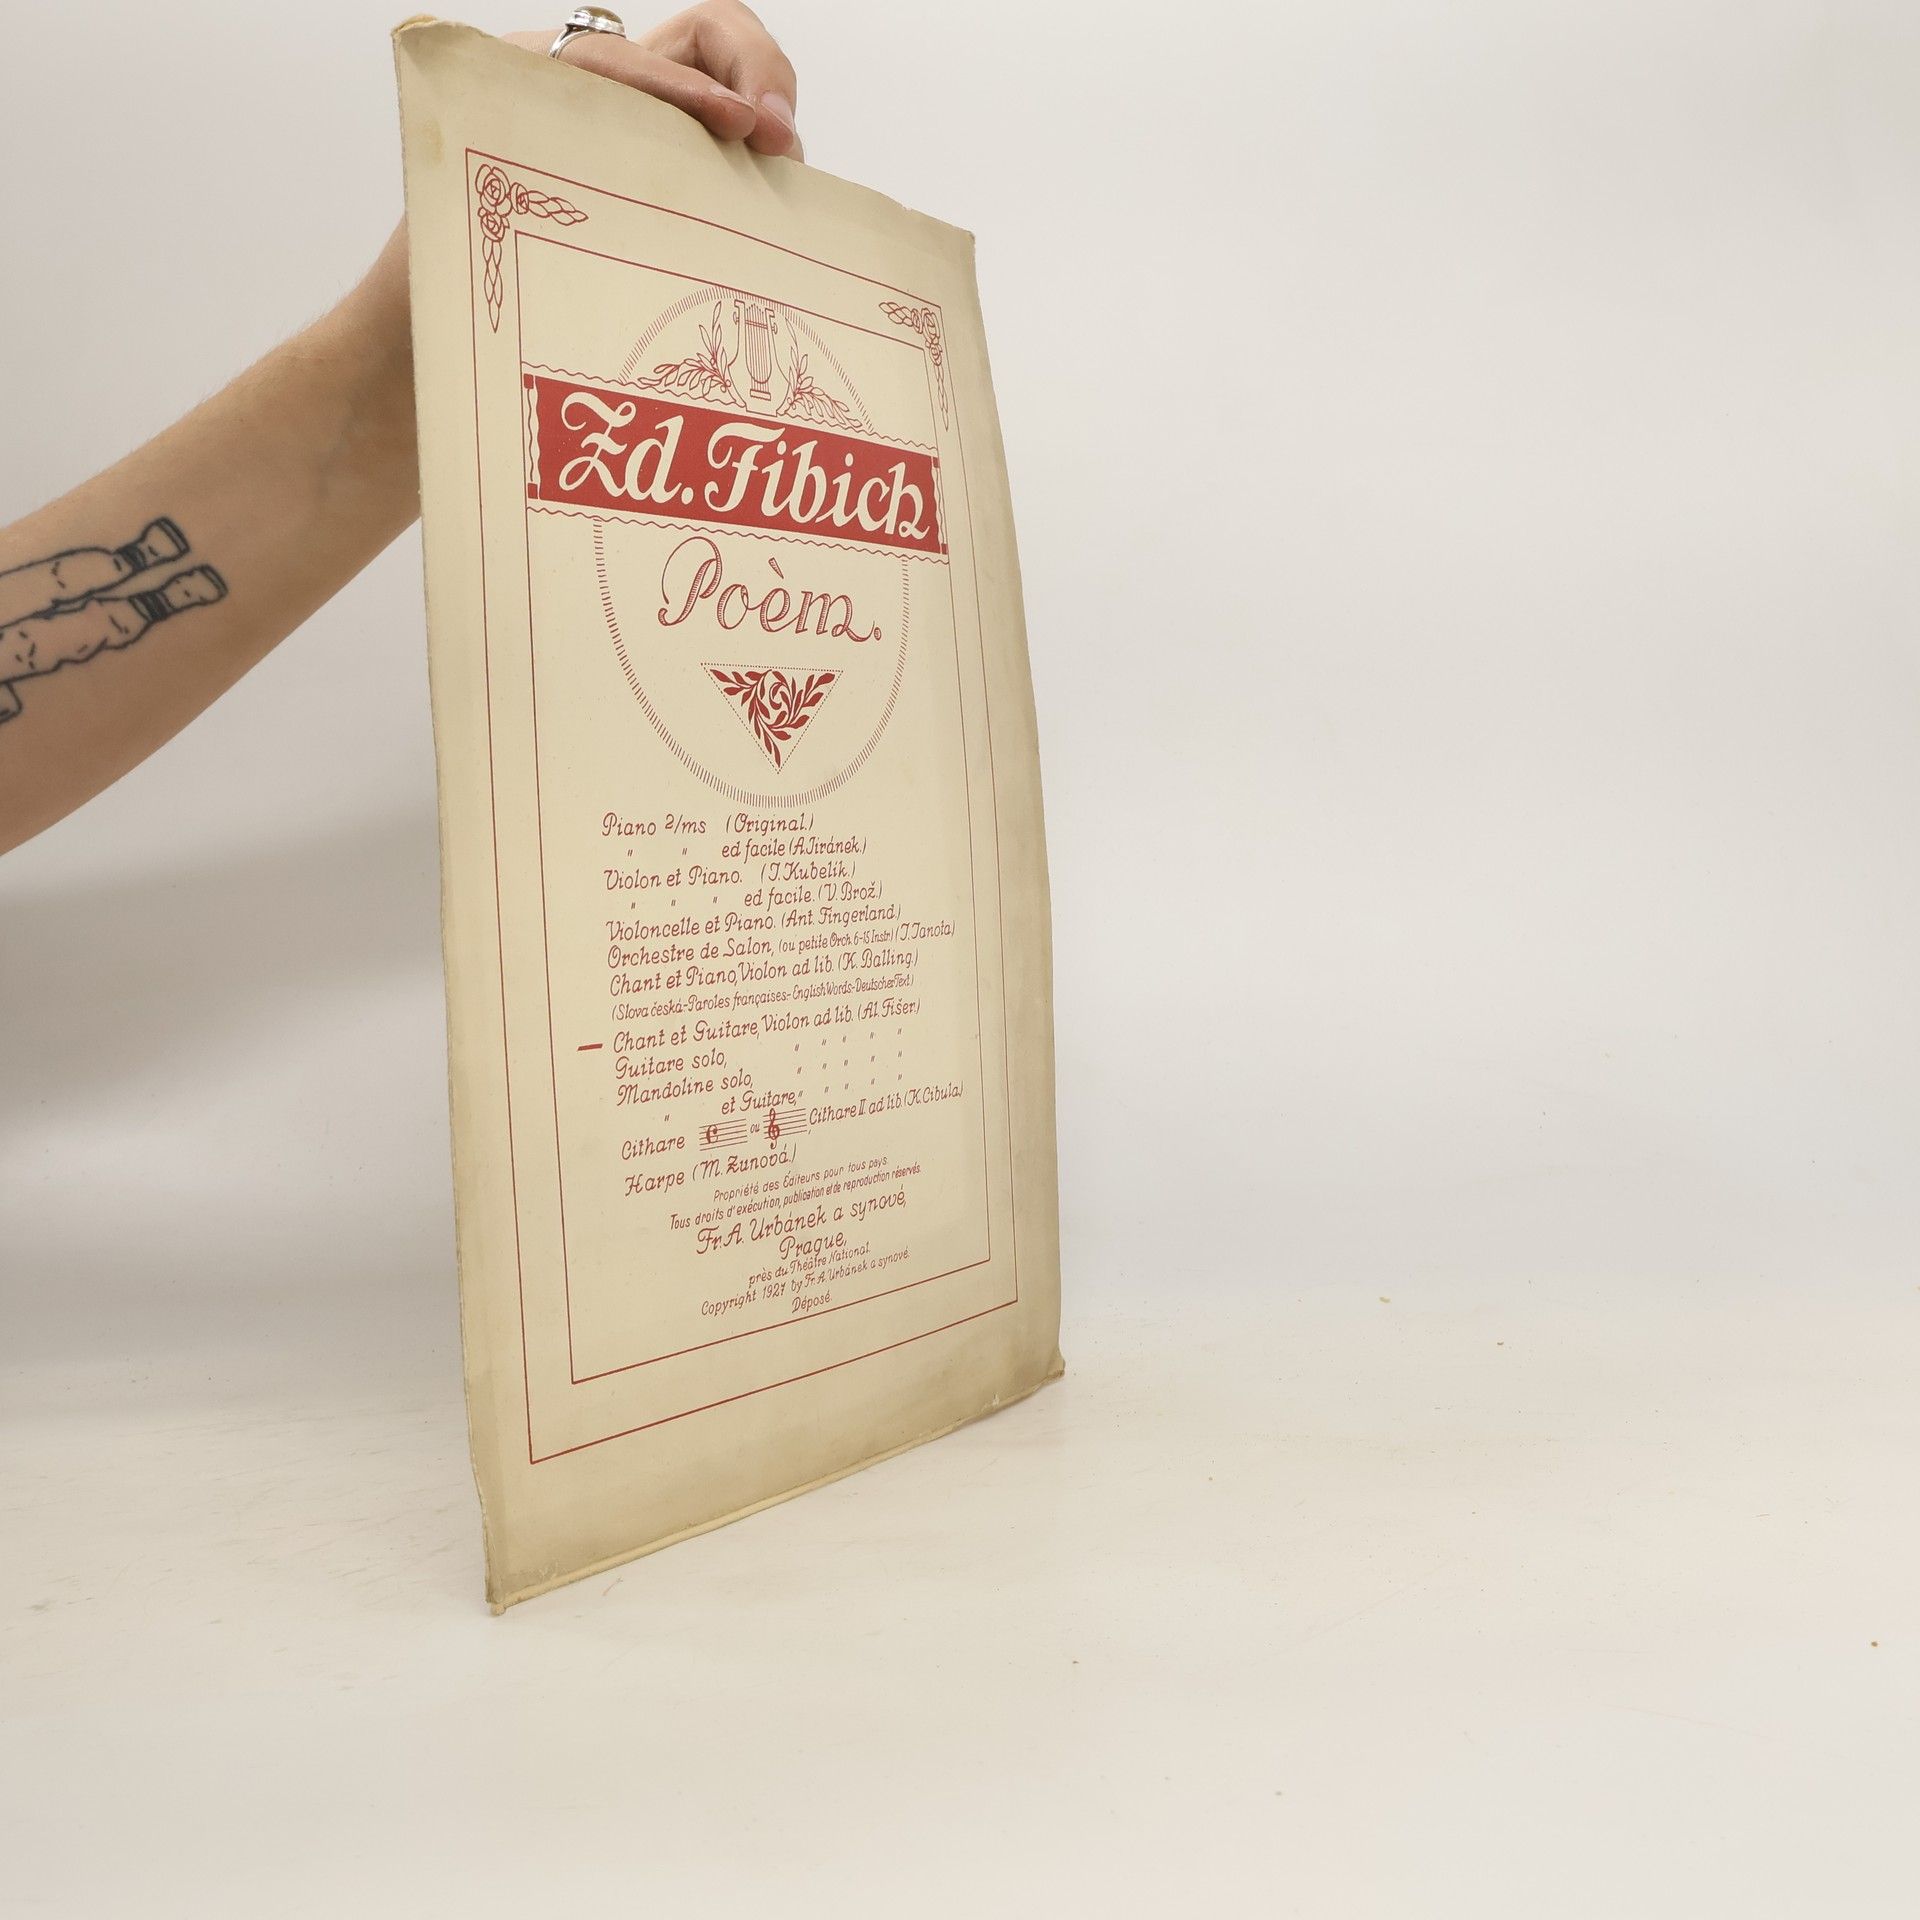 Zd. Fibich
Poèm.
Piano 2/ms (Original.)
" " ed facile (A. Jiránek.)
Violon et Piano. (J. Kubelík.)
" " " ed facile. (V. Brož.)
Violoncelle et Piano. (Ant. Fingerland.)
Orchestre de Salon, (ou petite Orch. 6-15 Instr.) (J. Janota.)
Chant et Piano, Violon ad lib. (K. Balling.)
(Slova česká.-Paroles françaises.-English Words.-Deutscher Text.)
— Chant et Guitare, Violon ad lib. (Al. Fišer.)
Guitare solo, " " " " "
Mandoline solo, " " " " "
" et Guitare, " " " " " "
Cithare ou Cithare II. ad lib. (K. Cibula.)
Harpe (M. Zunová.)
Propriété des Éditeurs pour tous pays.
Tous droits d'exécution, publication et de reproduction réservés.
Fr. A. Urbánek a synové,
Prague,
près du Théâtre National.
Copyright 1927 by Fr. A. Urbánek a synové.
Déposé.